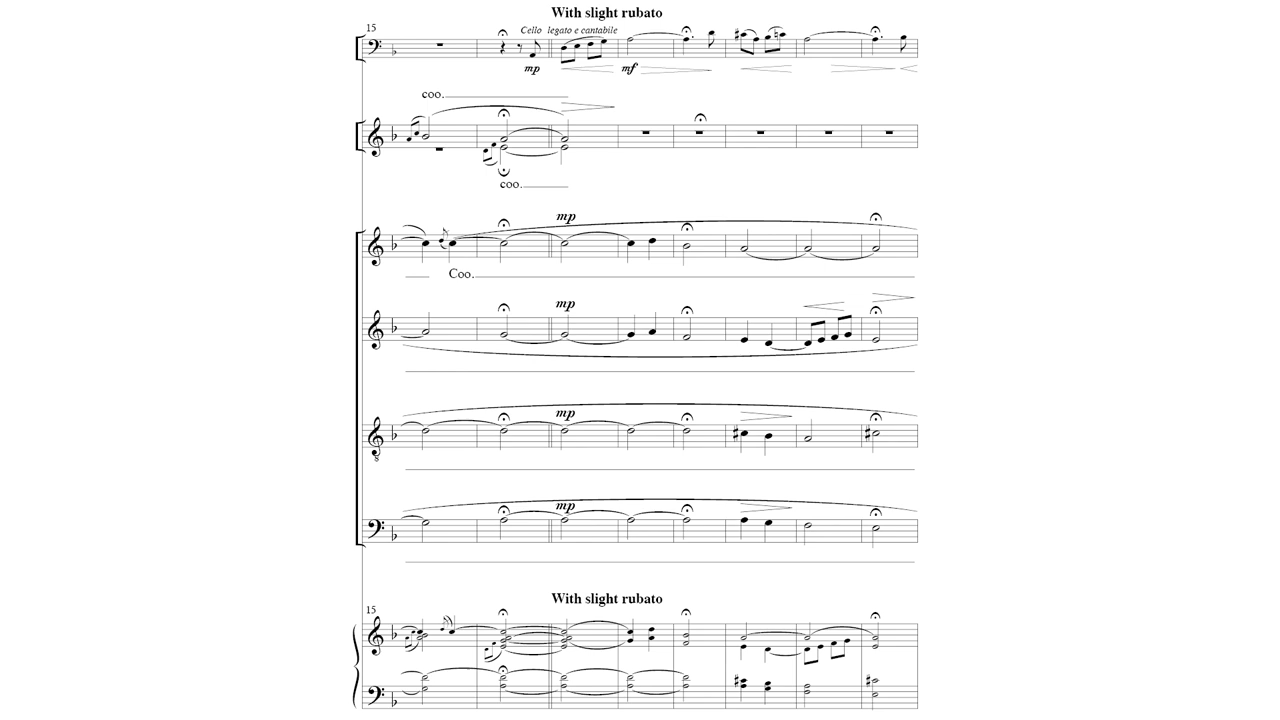 With slight rubato
15
Cello legato e cantabile
mp
mf
coo.
coo.
mp
Coo.
mp
mp
8
mp
With slight rubato
15